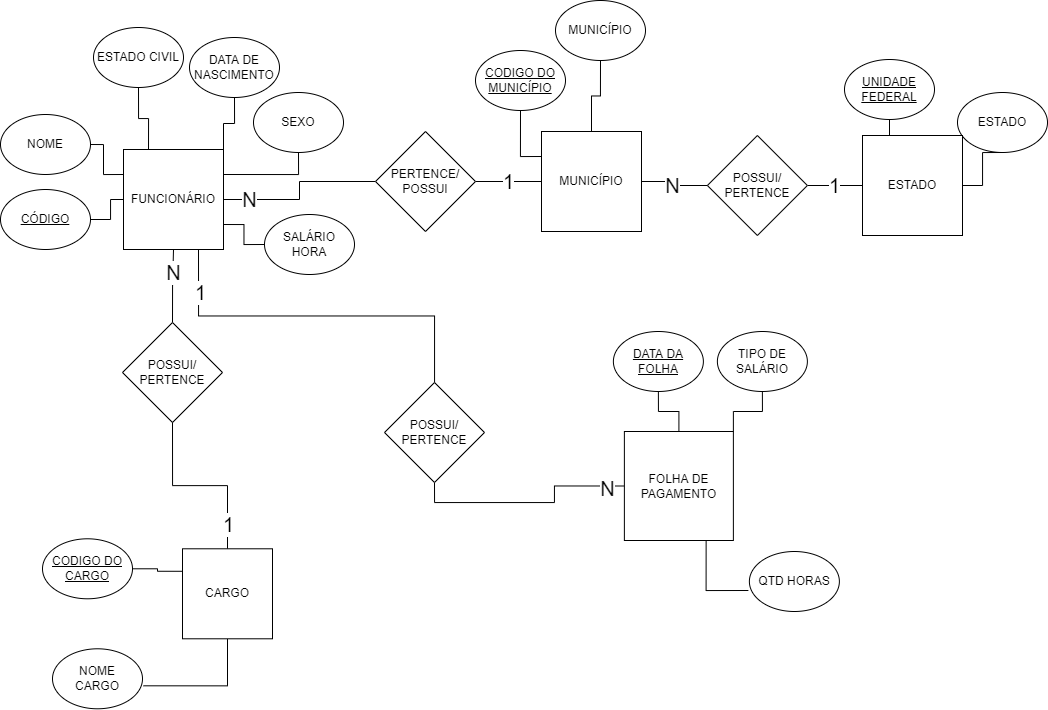 MUNICÍPIO
ESTADO CIVIL
DATA DE
NASCIMENTO
CODIGO DO
MUNICÍPIO
UNIDADE
FEDERAL
SEXO
ESTADO
NOME
PERTENCE/
POSSUI
POSSUI/
PERTENCE
FUNCIONÁRIO
N
1
MUNICÍPIO
N
1
ESTADO
CÓDIGO
SALÁRIO
HORA
N
1
POSSUI/
PERTENCE
DATA DA
FOLHA
TIPO DE
SALÁRIO
POSSUI/
PERTENCE
N
FOLHA DE
PAGAMENTO
1
CODIGO DO
CARGO
CARGO
QTD HORAS
NOME
CARGO